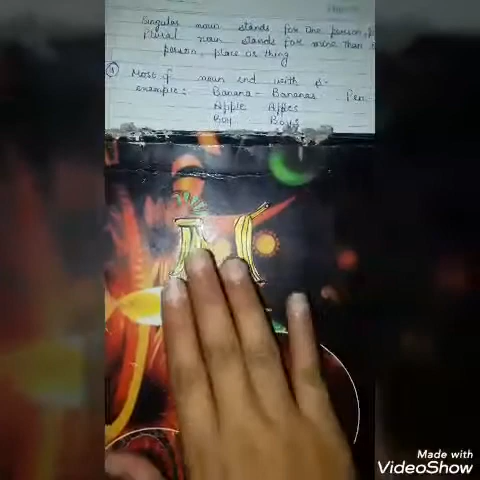 Singular noun stands for one person, p
Plural noun stands for more than
person, place or thing
Most of noun end with s-
example: Banana - Bananas Pen
Apple Apples
Boy Boys
Made with
VideoShow